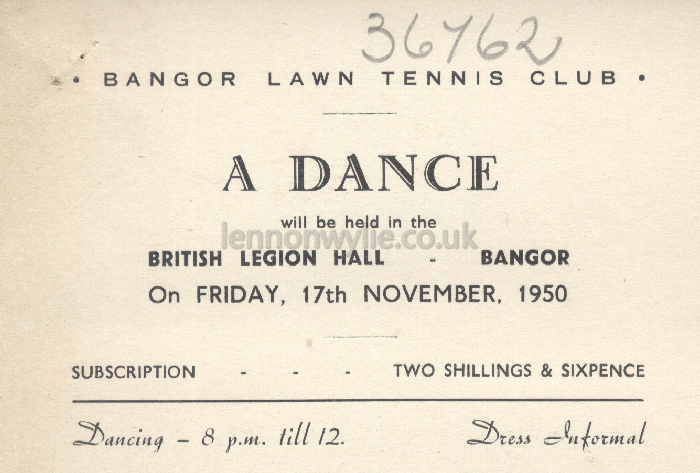 36762
• BANGOR LAWN TENNIS CLUB •
A DANCE
will be held in the
lennonwylie.co.uk
BRITISH LEGION HALL - BANGOR
On FRIDAY, 17th NOVEMBER, 1950
SUBSCRIPTION - - - TWO SHILLINGS & SIXPENCE
Dancing – 8 p.m. till 12. Dress Informal